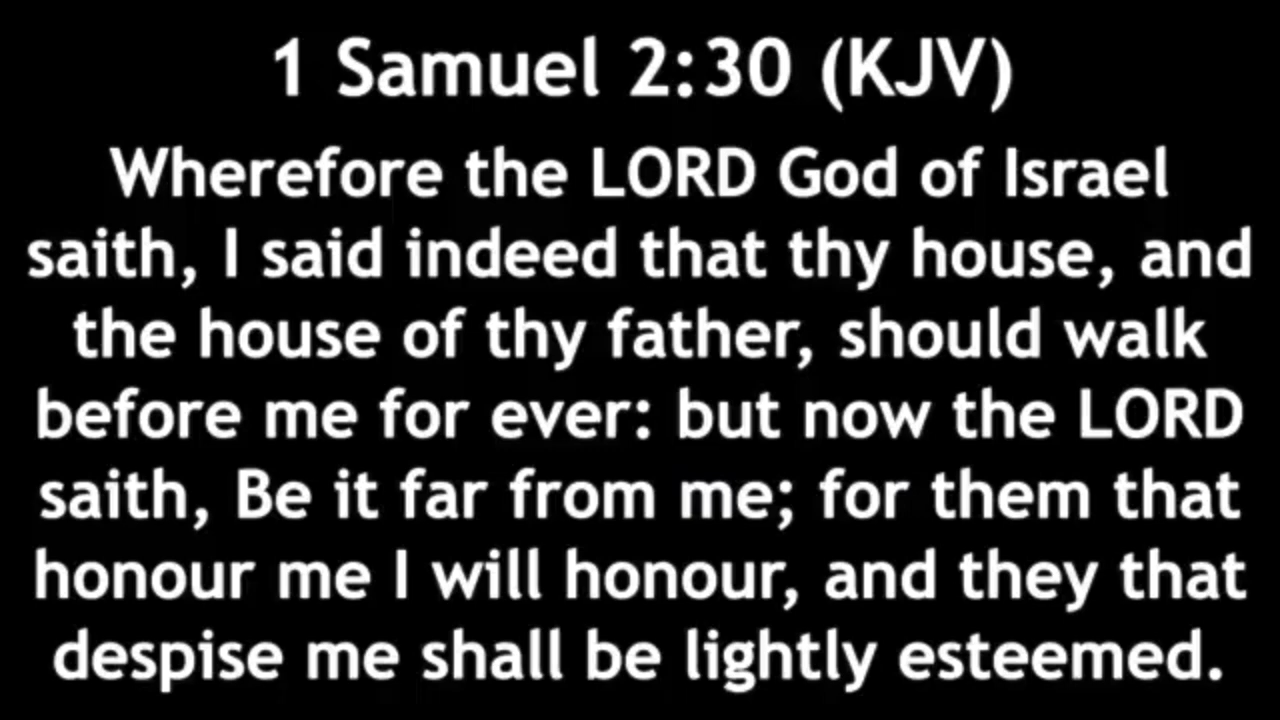 1 Samuel 2:30 (KJV)
Wherefore the LORD God of Israel
saith, I said indeed that thy house, and
the house of thy father, should walk
before me for ever: but now the LORD
saith, Be it far from me; for them that
honour me I will honour, and they that
despise me shall be lightly esteemed.